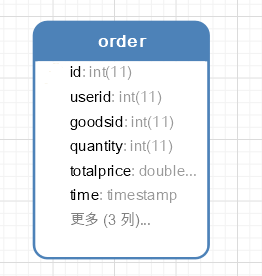 order
id: int(11)
userid: int(11)
goodsid: int(11)
quantity: int(11)
totalprice: double...
time: timestamp
更多 (3 列)...